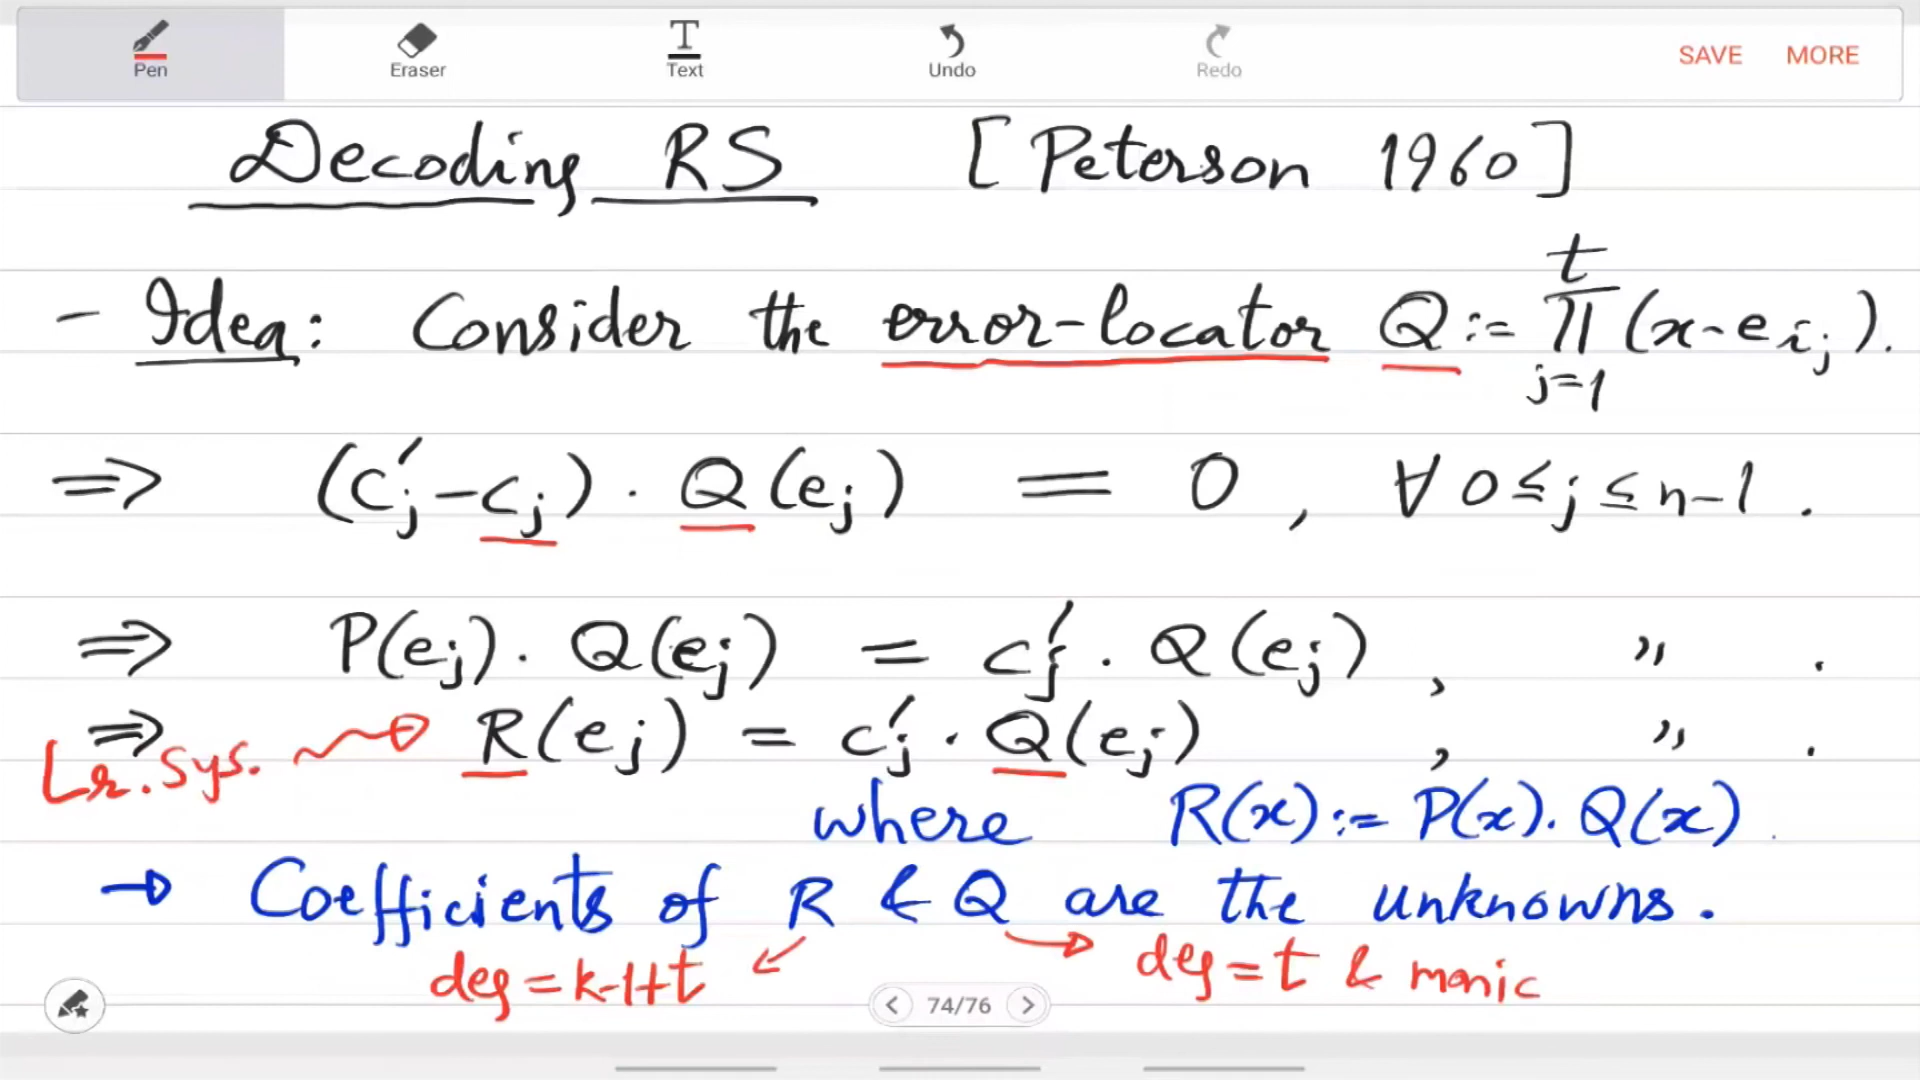 Pen Eraser Text Undo Redo SAVE MORE
Decoding RS [Peterson 1960]
- Idea: Consider the error-locator Q := ∏_{j=1}^{t} (x-e_{i_j}).
⇒ (c'_j - c_j) · Q(e_j) = 0, ∀ 0≤j≤n-1.
⇒ P(e_j) · Q(e_j) = c'_j · Q(e_j), " .
⇒ R(e_j) = c'_j · Q(e_j), " .
Lr. Sys.
where R(x) := P(x). Q(x)
→ Coefficients of R & Q are the unknowns.
deg = k-1+t deg = t & monic
74/76